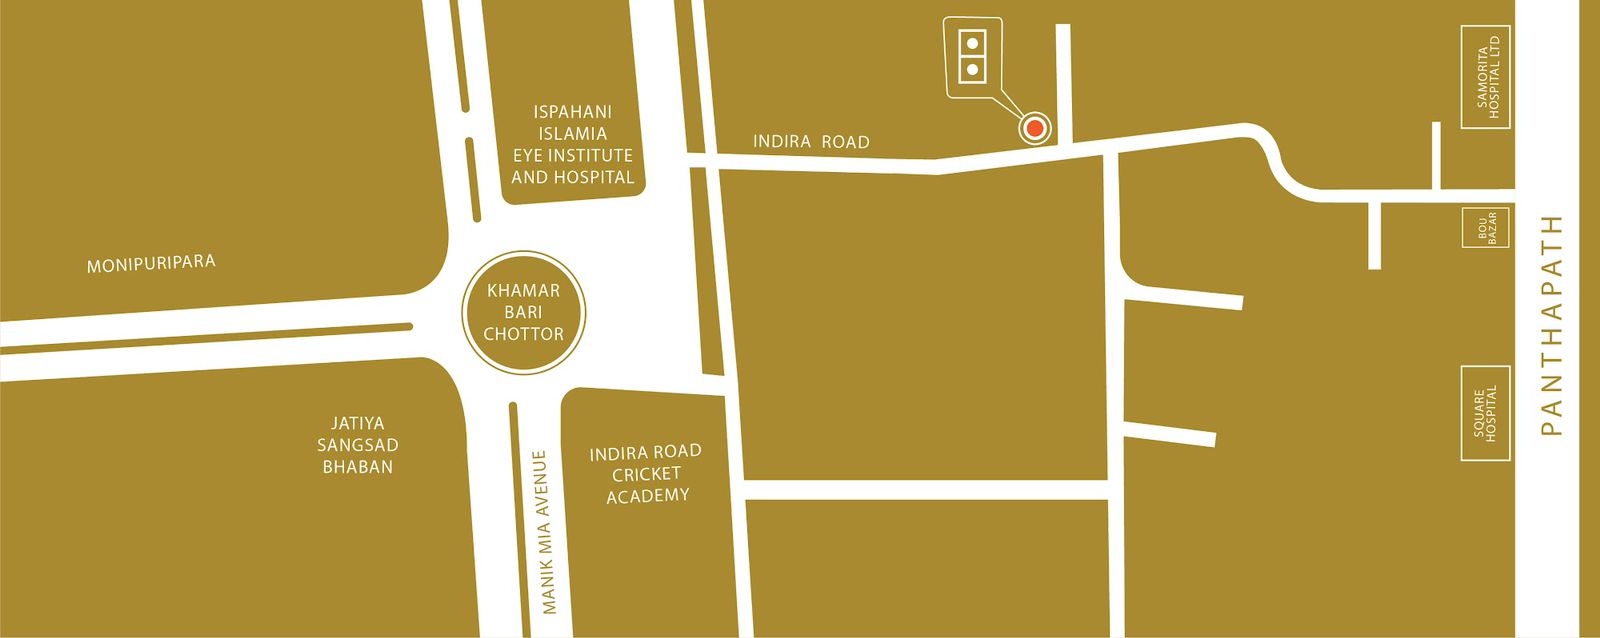 ISPAHANI
ISLAMIA
EYE INSTITUTE
AND HOSPITAL
INDIRA ROAD
SAMORITA
HOSPITAL LTD
BOU
BAZAR
PANTHAPATH
MONIPURIPARA
KHAMAR
BARI
CHOTTOR
JATIYA
SANGSAD
BHABAN
MANIK MIA AVENUE
INDIRA ROAD
CRICKET
ACADEMY
SQUARE
HOSPITAL